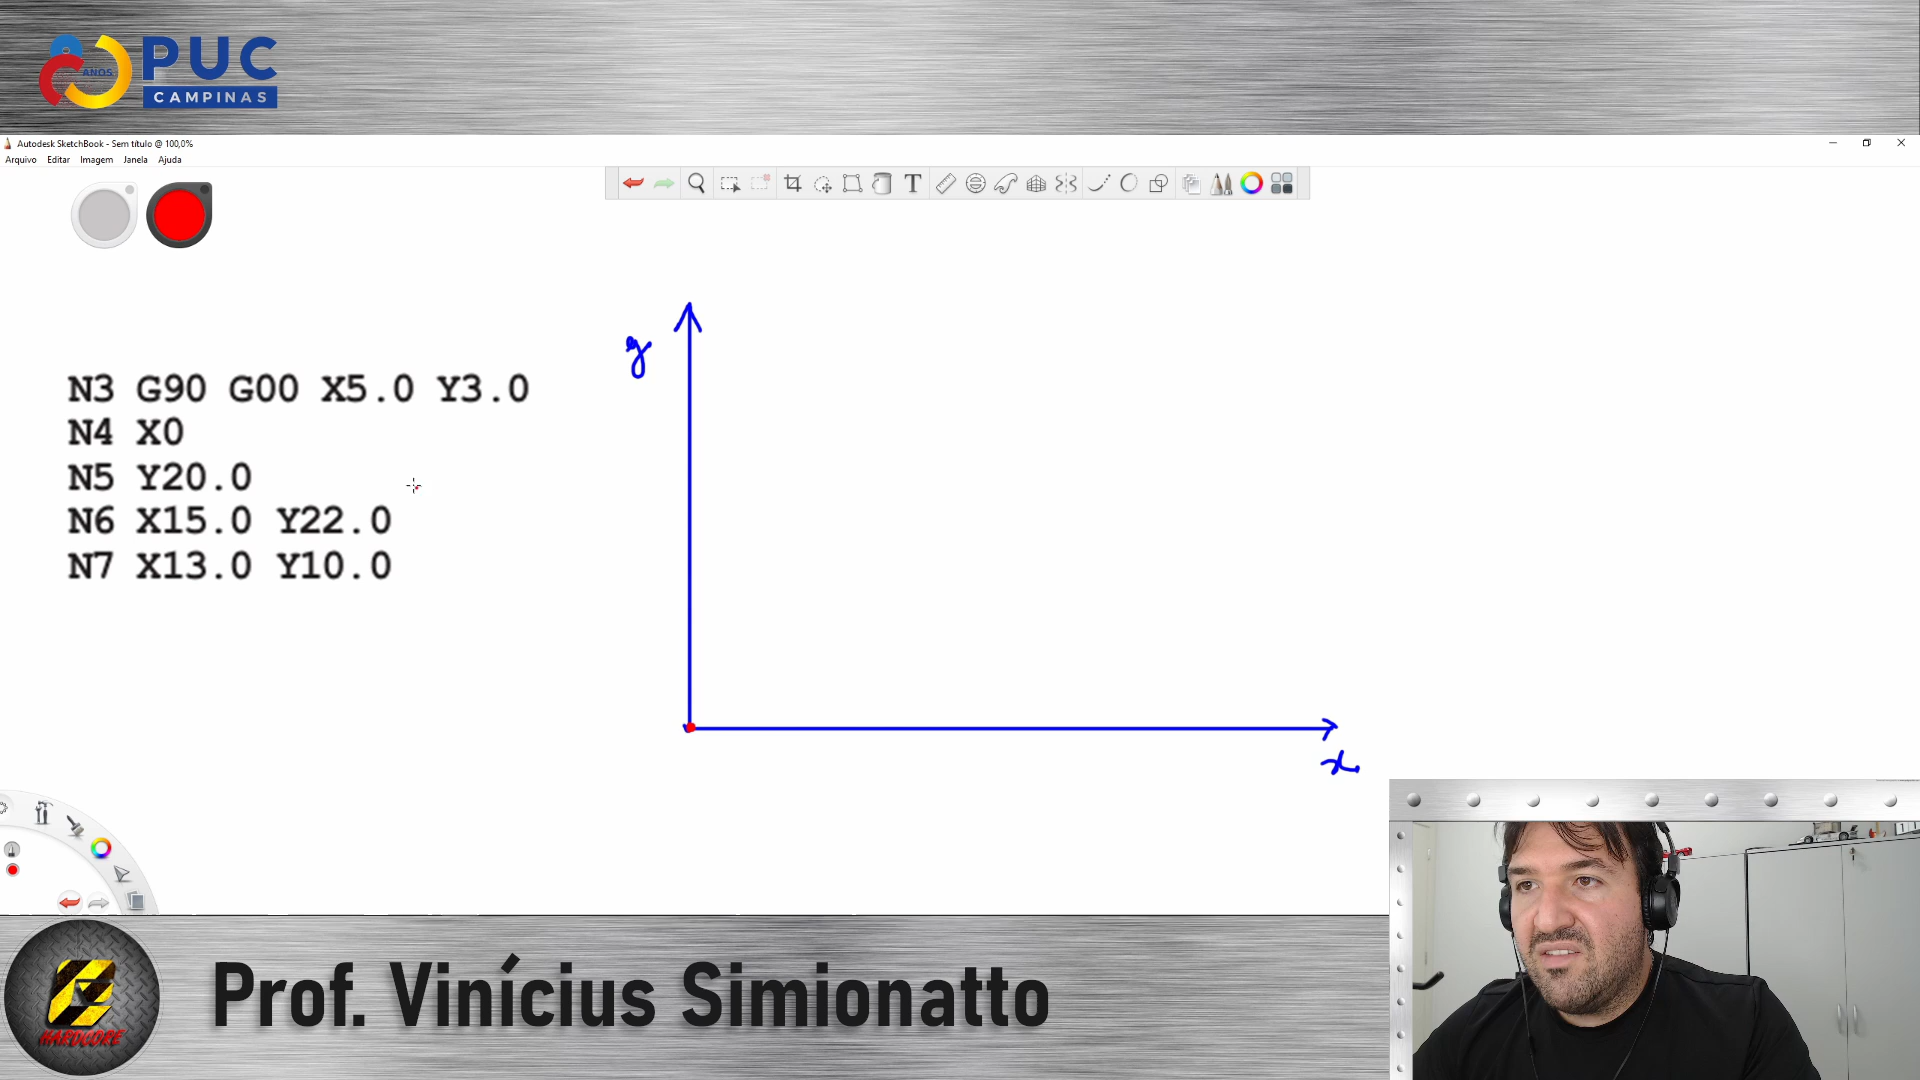 ANOS
PUC
CAMPINAS
Autodesk SketchBook - Sem título @ 100,0%
Arquivo Editar Imagem Janela Ajuda
T
y
N3 G90 G00 X5.0 Y3.0
N4 X0
N5 Y20.0
N6 X15.0 Y22.0
N7 X13.0 Y10.0
x
HARDCORE
Prof. Vinícius Simionatto